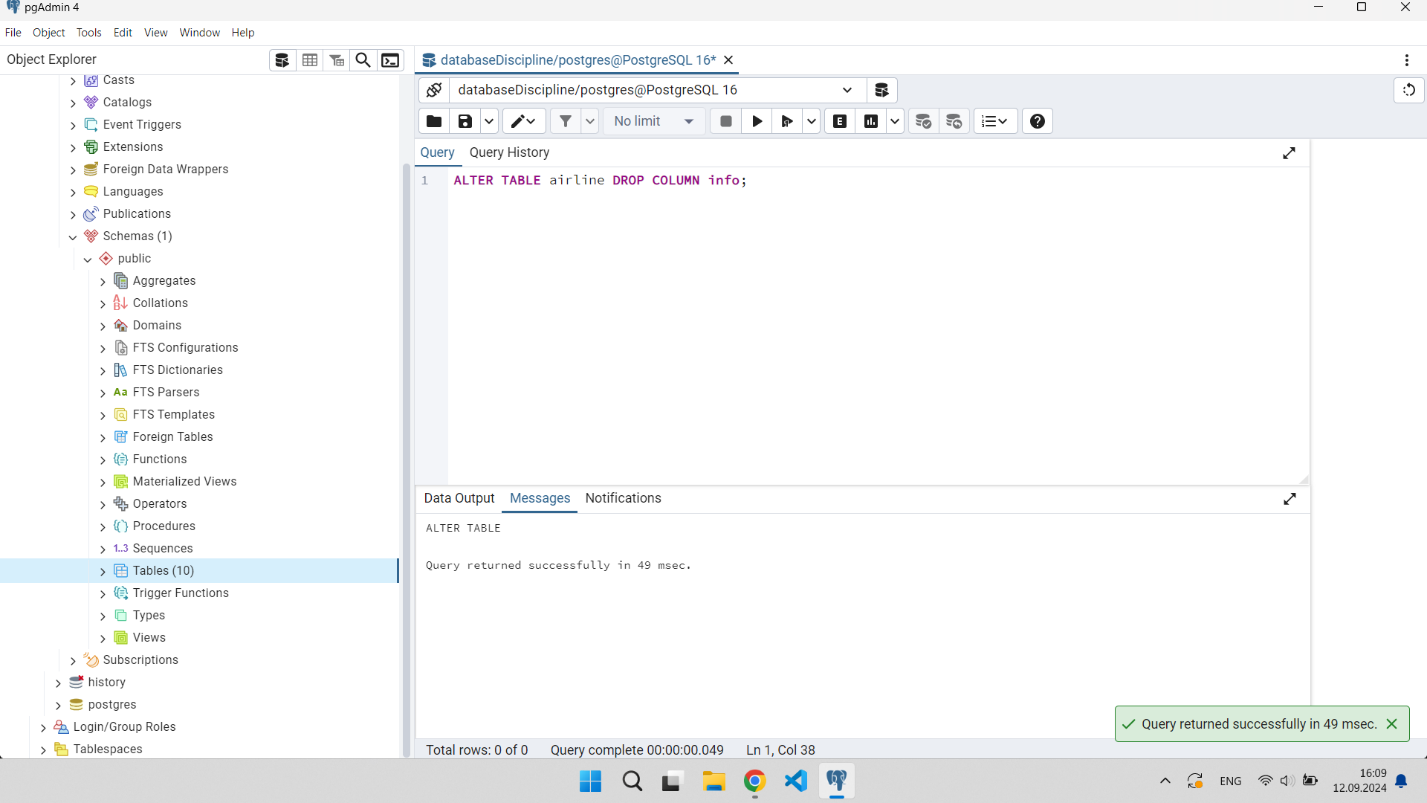 pgAdmin 4
File Object Tools Edit View Window Help
Object Explorer
Casts
Catalogs
Event Triggers
Extensions
Foreign Data Wrappers
Languages
Publications
Schemas (1)
public
Aggregates
Collations
Domains
FTS Configurations
FTS Dictionaries
Aa FTS Parsers
FTS Templates
Foreign Tables
Functions
Materialized Views
Operators
Procedures
1..3 Sequences
Tables (10)
Trigger Functions
Types
Views
Subscriptions
history
postgres
Login/Group Roles
Tablespaces
databaseDiscipline/postgres@PostgreSQL 16*
databaseDiscipline/postgres@PostgreSQL 16
No limit
E
Query Query History
1 ALTER TABLE airline DROP COLUMN info;
Data Output Messages Notifications
ALTER TABLE
Query returned successfully in 49 msec.
Query returned successfully in 49 msec.
Total rows: 0 of 0 Query complete 00:00:00.049 Ln 1, Col 38
ENG
16:09
12.09.2024